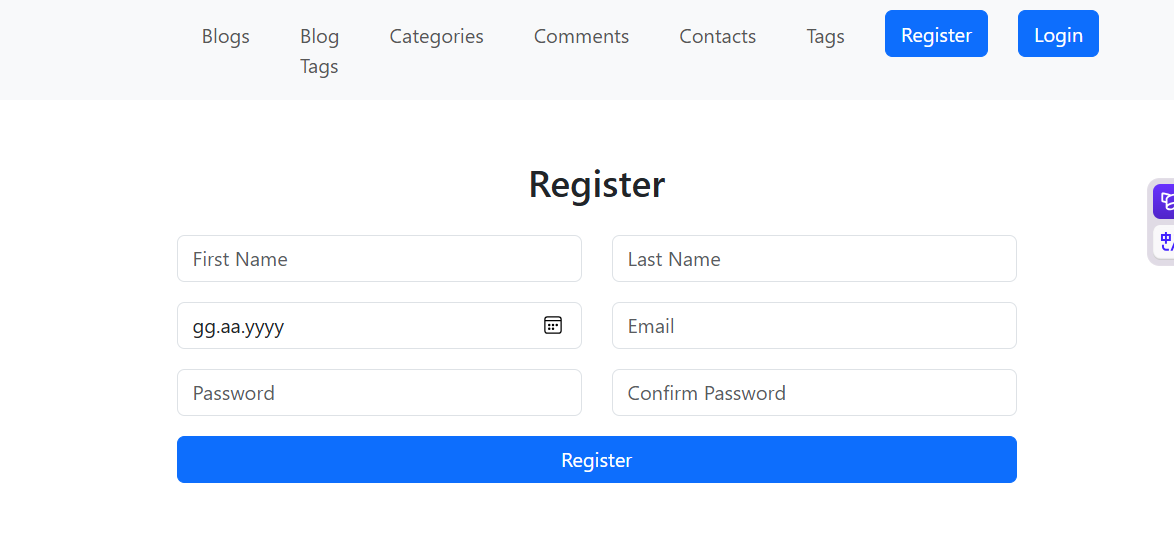 Blogs
Blog
Tags
Categories
Comments
Contacts
Tags
Register
Login
Register
First Name
Last Name
gg.aa.yyyy
Email
Password
Confirm Password
Register